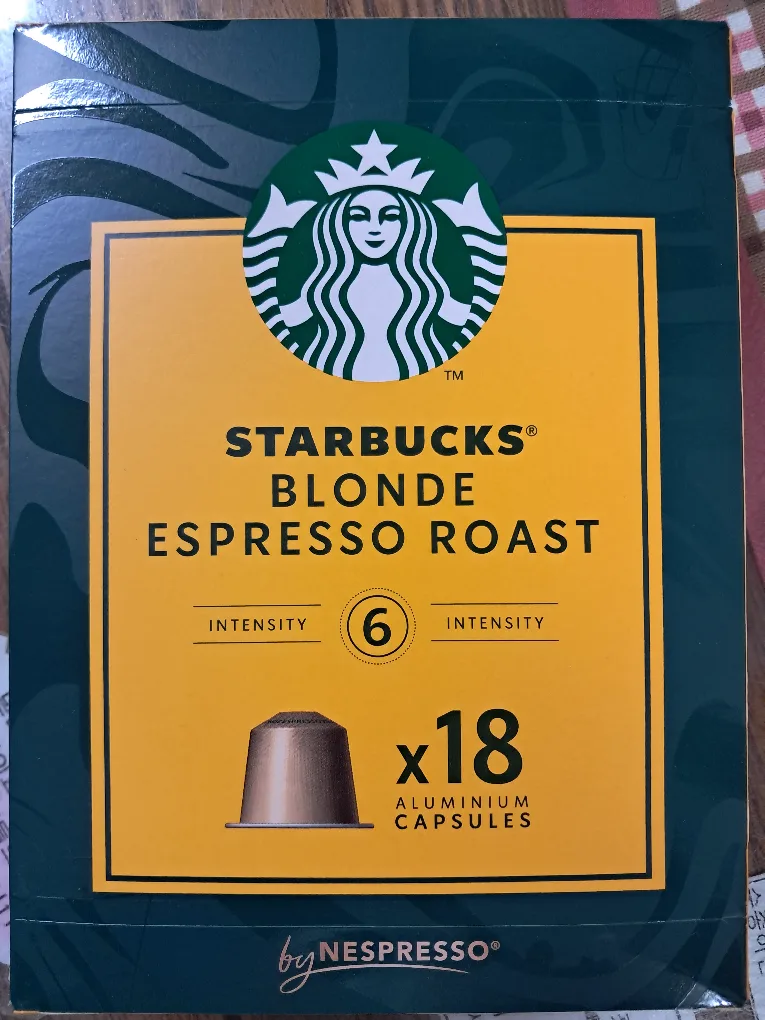 TM
STARBUCKS®
BLONDE
ESPRESSO ROAST
INTENSITY 6 INTENSITY
x18
ALUMINIUM
CAPSULES
by NESPRESSO®